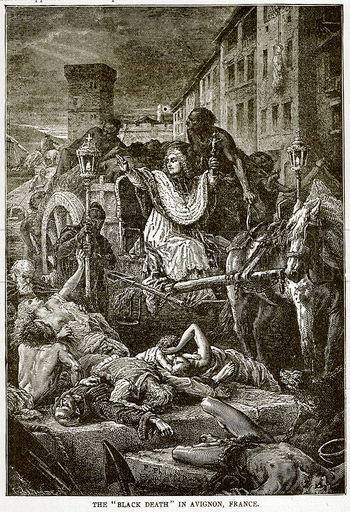 THE "BLACK DEATH" IN AVIGNON, FRANCE.